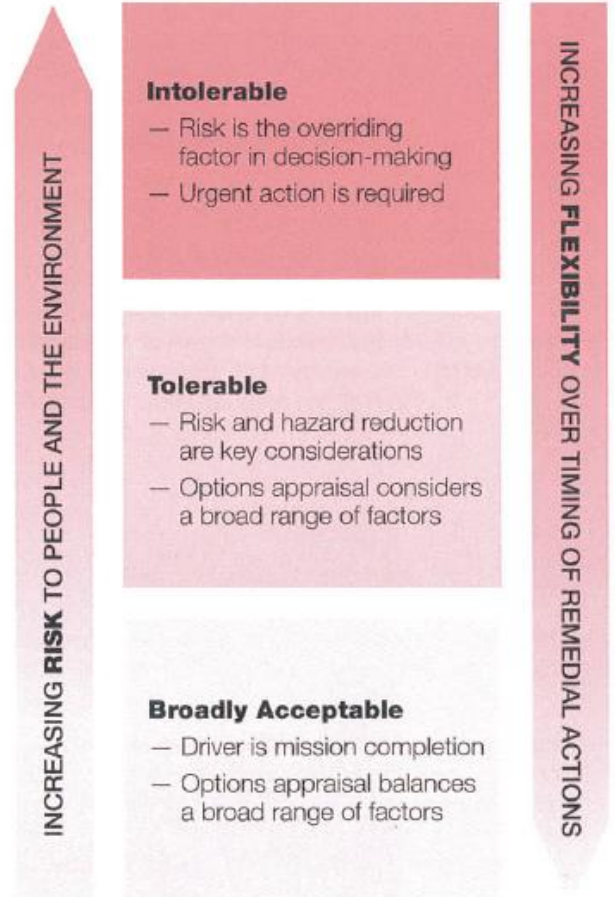 INCREASING RISK TO PEOPLE AND THE ENVIRONMENT
Intolerable
— Risk is the overriding
factor in decision-making
— Urgent action is required
Tolerable
— Risk and hazard reduction
are key considerations
— Options appraisal considers
a broad range of factors
Broadly Acceptable
— Driver is mission completion
— Options appraisal balances
a broad range of factors
INCREASING FLEXIBILITY OVER TIMING OF REMEDIAL ACTIONS